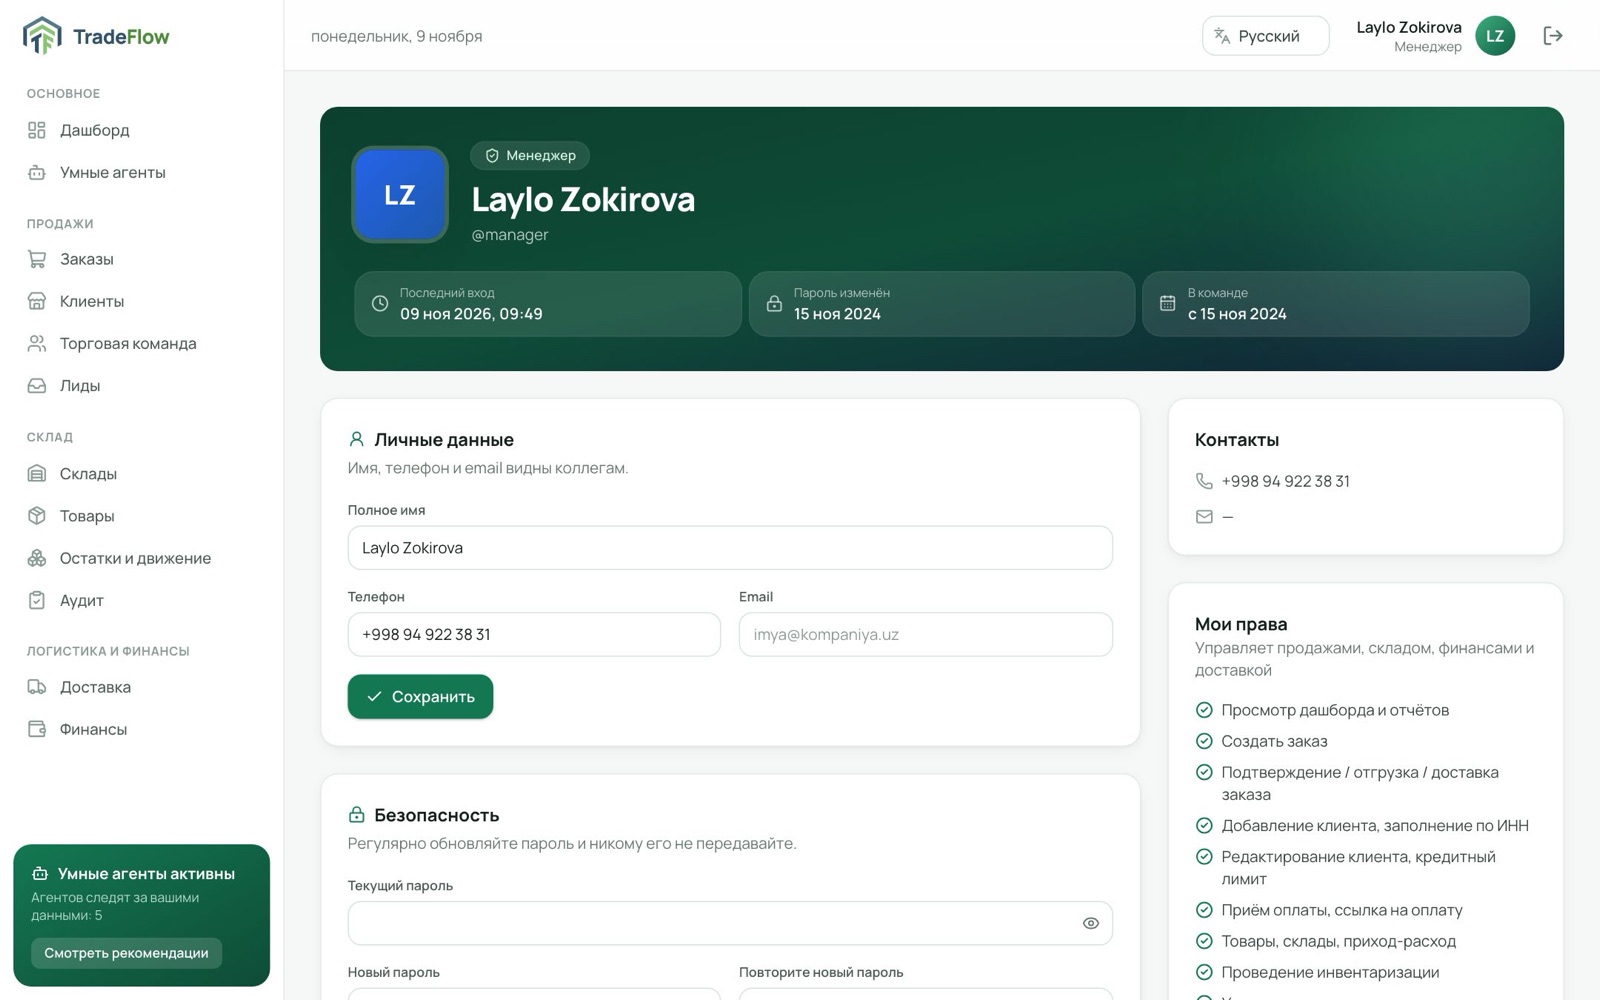 TradeFlow
ОСНОВНОЕ
Дашборд
Умные агенты
ПРОДАЖИ
Заказы
Клиенты
Торговая команда
Лиды
СКЛАД
Склады
Товары
Остатки и движение
Аудит
ЛОГИСТИКА И ФИНАНСЫ
Доставка
Финансы
Умные агенты активны
Агентов следят за вашими
данными: 5
Смотреть рекомендации
понедельник, 9 ноября
Русский
Laylo Zokirova
Менеджер
LZ
LZ
Менеджер
Laylo Zokirova
@manager
Последний вход
09 ноя 2026, 09:49
Пароль изменён
15 ноя 2024
В команде
с 15 ноя 2024
Личные данные
Имя, телефон и email видны коллегам.
Полное имя
Laylo Zokirova
Телефон
+998 94 922 38 31
Email
imya@kompaniya.uz
Сохранить
Безопасность
Регулярно обновляйте пароль и никому его не передавайте.
Текущий пароль
Новый пароль
Повторите новый пароль
Контакты
+998 94 922 38 31
—
Мои права
Управляет продажами, складом, финансами и
доставкой
Просмотр дашборда и отчётов
Создать заказ
Подтверждение / отгрузка / доставка
заказа
Добавление клиента, заполнение по ИНН
Редактирование клиента, кредитный
лимит
Приём оплаты, ссылка на оплату
Товары, склады, приход-расход
Проведение инвентаризации